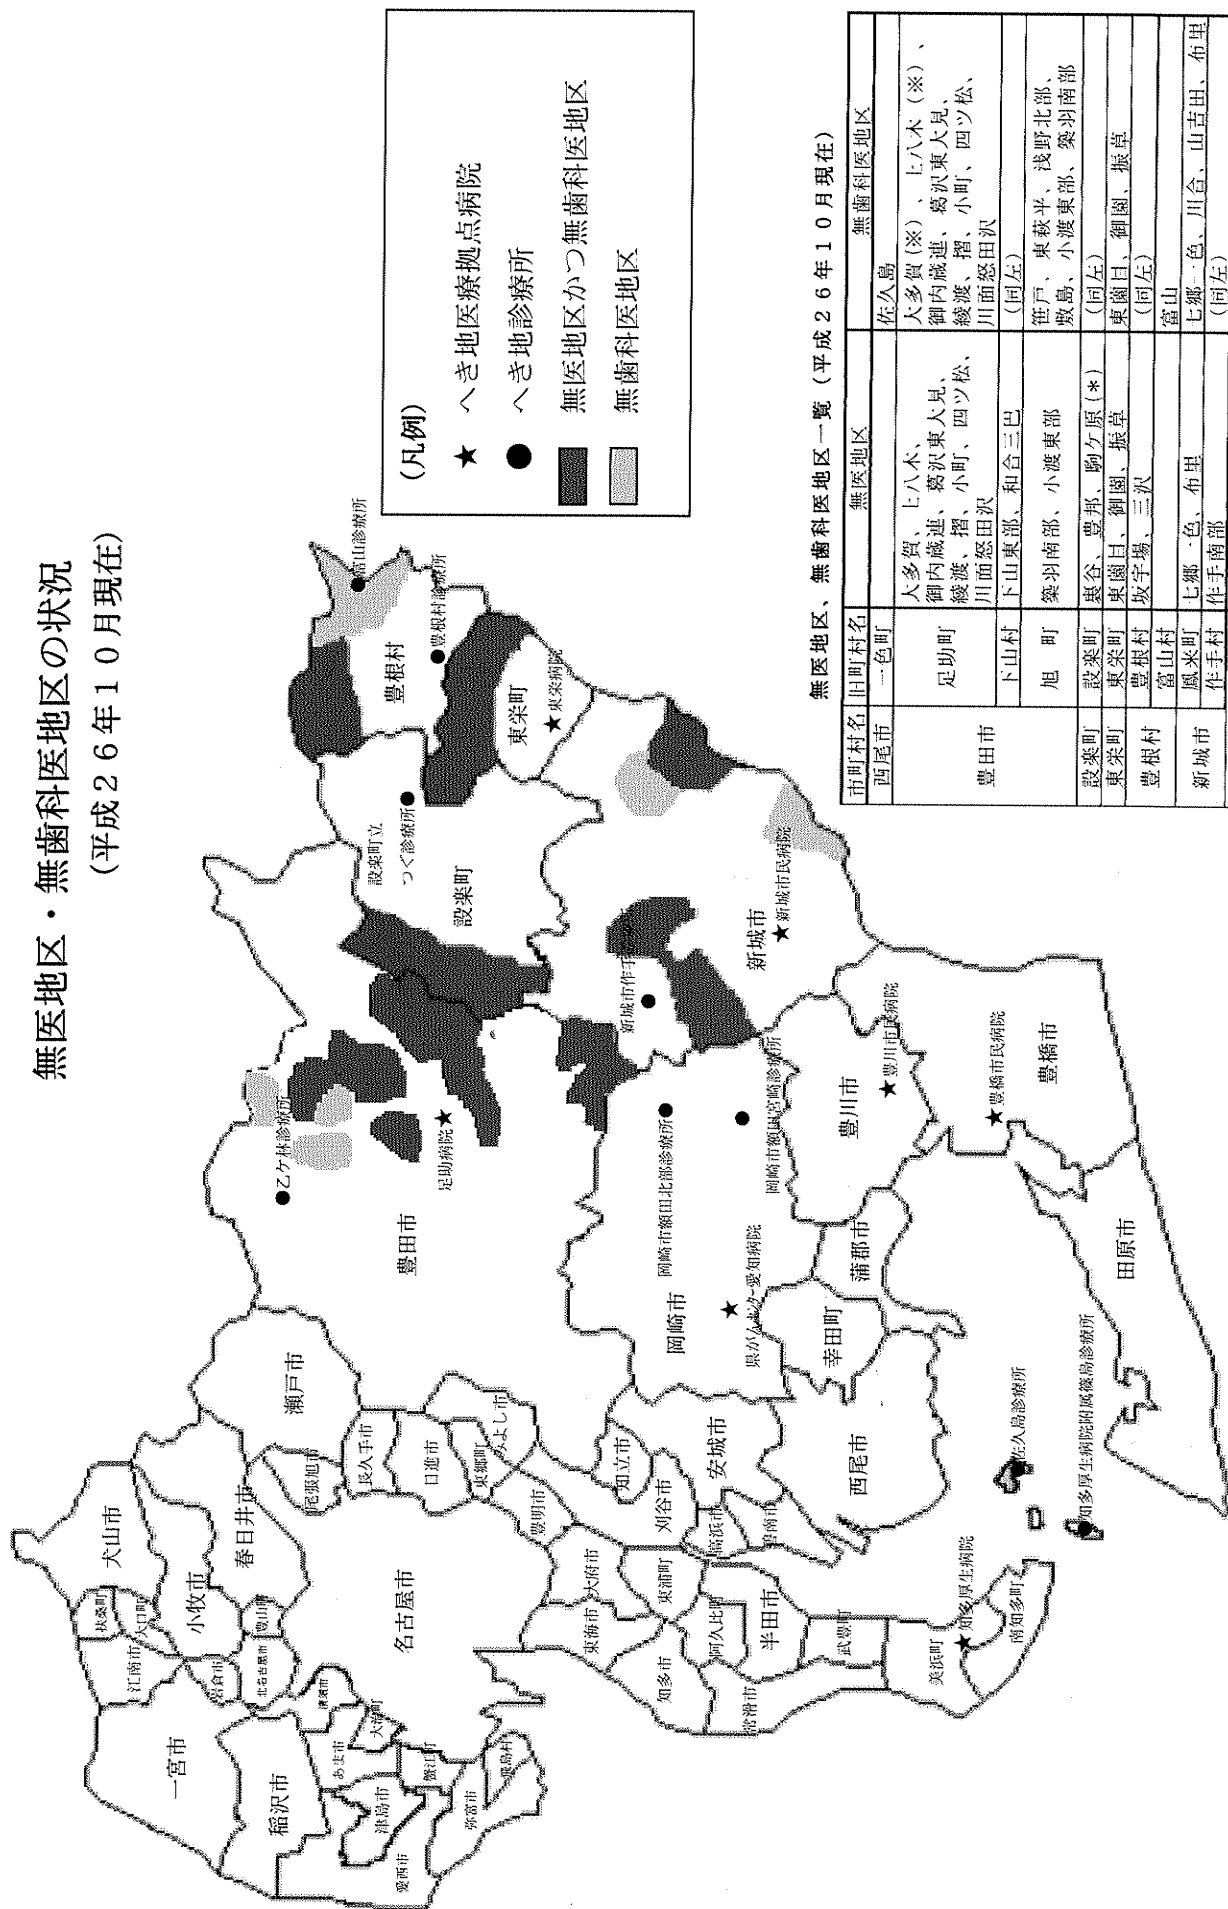 無医地区・無歯科医地区の状況
(平成26年10月現在)
(凡例)
★ へき地医療拠点病院
● へき地診療所
無医地区かつ無歯科医地区
無歯科医地区
犬山市
扶桑町
大口町
江南市
小牧市
春日井市
岩倉市
豊山町
北名古屋市
一宮市
稲沢市
清須市
あま市
大治町
津島市
蟹江町
愛西市
弥富市
飛島村
名古屋市
瀬戸市
尾張旭市
長久手市
日進市
東郷町
みよし市
豊明市
大府市
東海市
東浦町
知多市
阿久比町
半田市
常滑市
武豊町
美浜町
知多厚生病院
南知多町
刈谷市
知立市
高浜市
碧南市
安城市
西尾市
佐久島診療所
知多厚生病院附属篠島診療所
豊田市
乙ケ林診療所
足助病院
岡崎市
岡崎市額田北部診療所
岡崎市額田宮崎診療所
県がんセンター愛知病院
幸田町
蒲郡市
豊川市
豊川市民病院
豊橋市民病院
豊橋市
田原市
新城市
新城市民病院
新城市作手
設楽町
設楽町立
つぐ診療所
東栄町
東栄病院
豊根村
豊根村診療所
富山診療所
無医地区、無歯科医地区一覧(平成26年10月現在)
市町村名 旧町村名 無医地区 無歯科医地区
西尾市 一色町 佐久島
豊田市 足助町 大多賀、上八木、 大多賀(※)、上八木(※)、
御内蔵連、葛沢東大見、 御内蔵連、葛沢東大見、
綾渡、摺、小町、四ツ松、 綾渡、摺、小町、四ツ松、
川面怒田沢 川面怒田沢
下山村 下山東部、和合三巴 (同左)
旭町 築羽南部、小渡東部 笹戸、東萩平、浅野北部、
敷島、小渡東部、築羽南部
設楽町 設楽町 裏谷、豊邦、駒ケ原(*) (同左)
東栄町 東栄町 東薗目、御園、振草 東薗目、御園、振草
豊根村 豊根村 坂宇場、三沢 (同左)
富山村 富山
新城市 鳳来町 七郷一色、布里 七郷一色、川合、山吉田、布里
作手村 作手南部 (同左)